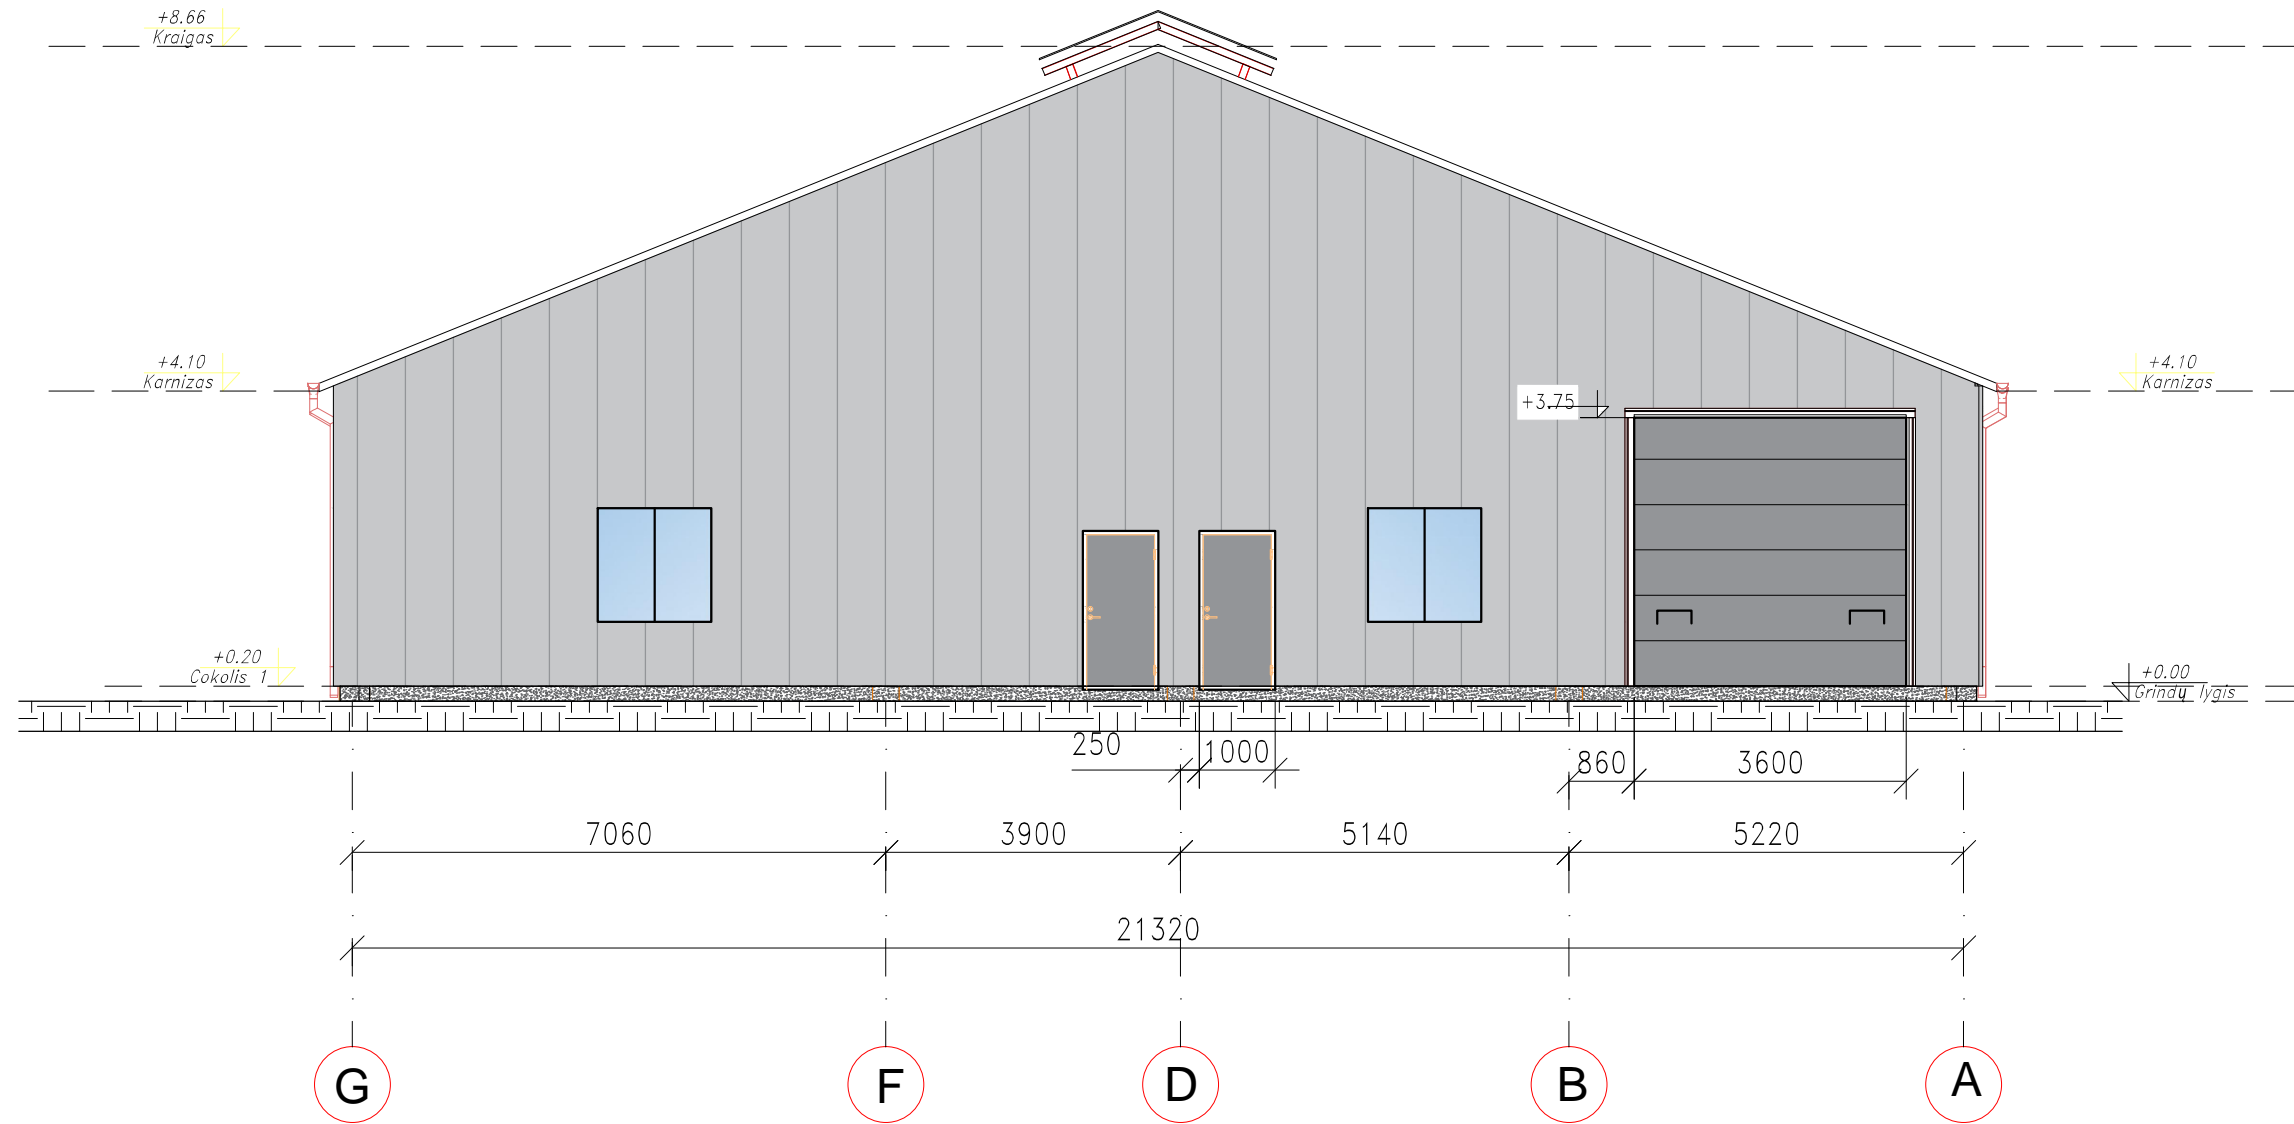 +8.66
Kraigas
+4.10
Karnizas
+4.10
Karnizas
+3.75
+0.20
Cokolis 1
+0.00
Grindų lygis
250
1000
860
3600
7060
3900
5140
5220
21320
G
F
D
B
A